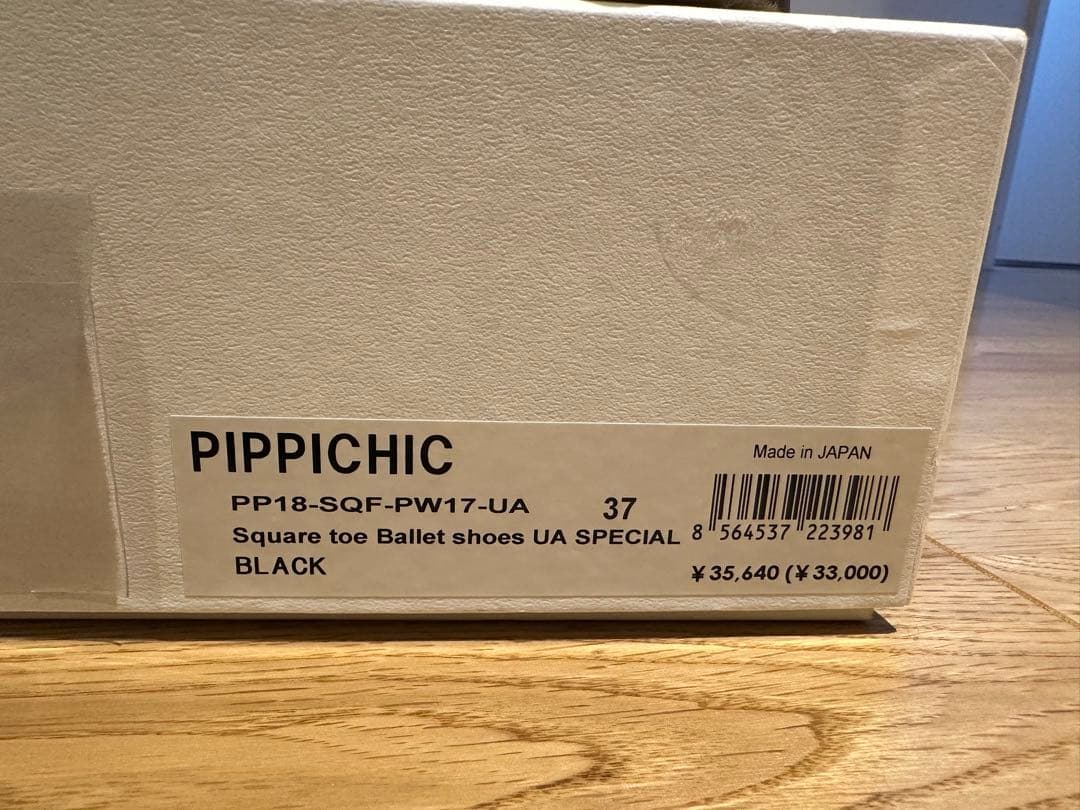 PIPPICHIC
Made in JAPAN
PP18-SQF-PW17-UA 37
Square toe Ballet shoes UA SPECIAL
8 564537 223981
BLACK
¥35,640 (¥33,000)